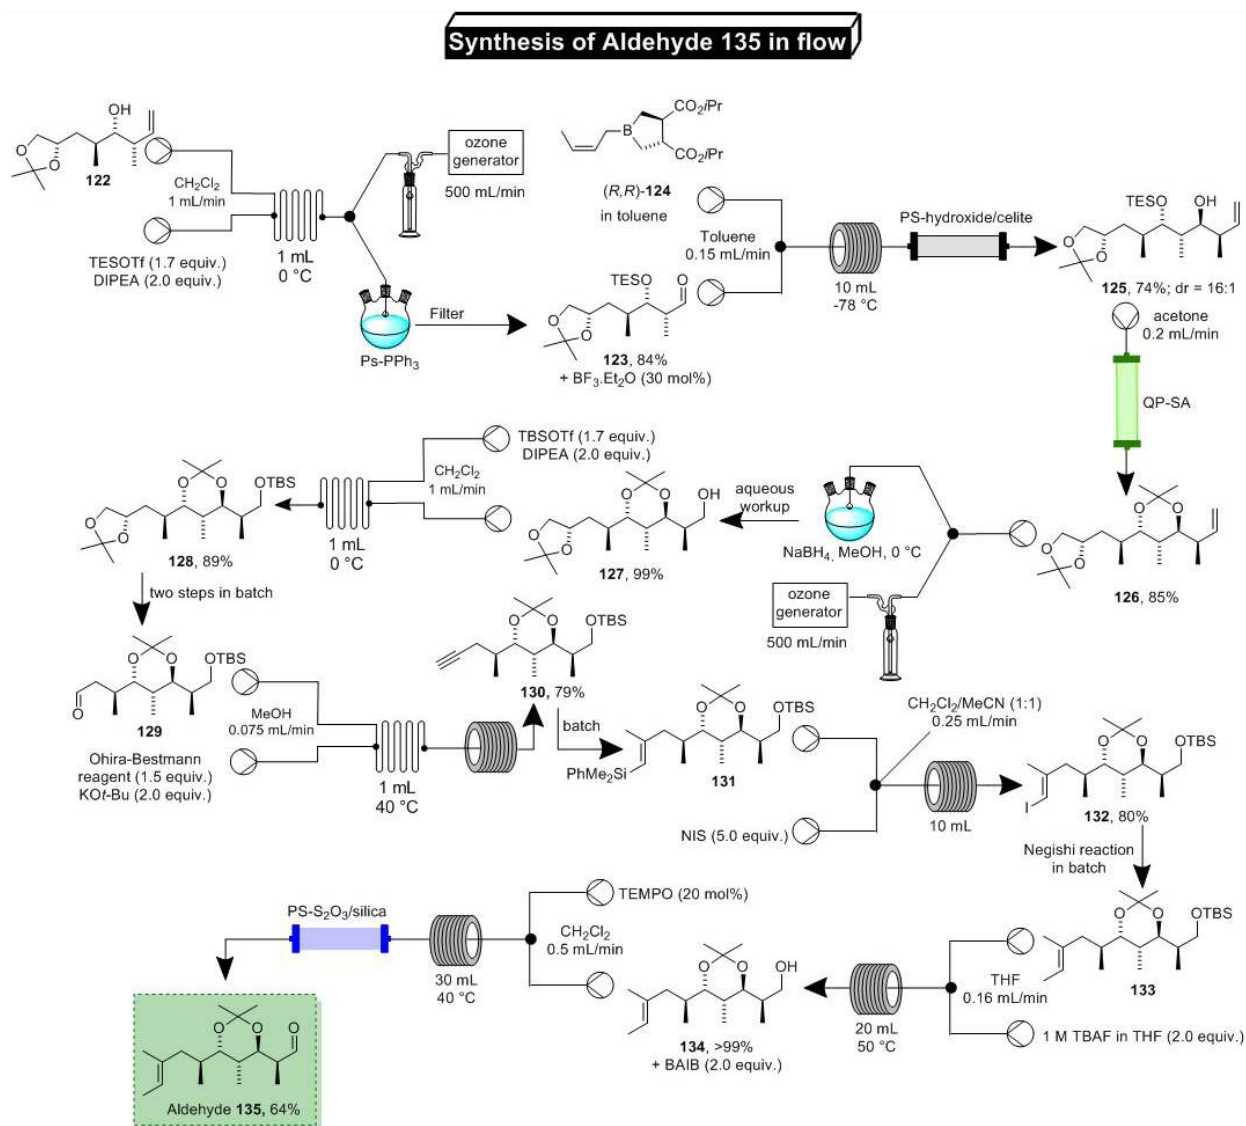 Synthesis of Aldehyde 135 in flow
OH
O
O
122
CH2Cl2
1 mL/min
TESOTf (1.7 equiv.)
DIPEA (2.0 equiv.)
1 mL
0 °C
ozone
generator
500 mL/min
Ps-PPh3
Filter
TESO
O
O
O
123, 84%
+ BF3.Et2O (30 mol%)
B
CO2iPr
CO2iPr
(R,R)-124
in toluene
Toluene
0.15 mL/min
10 mL
-78 °C
PS-hydroxide/celite
TESO
OH
O
O
125, 74%; dr = 16:1
acetone
0.2 mL/min
QP-SA
O
O
O
O
126, 85%
NaBH4, MeOH, 0 °C
ozone
generator
500 mL/min
aqueous
workup
O
O
OH
O
O
127, 99%
TBSOTf (1.7 equiv.)
DIPEA (2.0 equiv.)
CH2Cl2
1 mL/min
1 mL
0 °C
O
O
OTBS
O
O
128, 89%
two steps in batch
O
O
OTBS
O
129
Ohira-Bestmann
reagent (1.5 equiv.)
KOt-Bu (2.0 equiv.)
MeOH
0.075 mL/min
1 mL
40 °C
O
O
OTBS
130, 79%
batch
O
O
OTBS
PhMe2Si
131
NIS (5.0 equiv.)
CH2Cl2/MeCN (1:1)
0.25 mL/min
10 mL
O
O
OTBS
I
132, 80%
Negishi reaction
in batch
O
O
OTBS
133
THF
0.16 mL/min
1 M TBAF in THF (2.0 equiv.)
20 mL
50 °C
O
O
OH
134, >99%
+ BAIB (2.0 equiv.)
TEMPO (20 mol%)
CH2Cl2
0.5 mL/min
30 mL
40 °C
PS-S2O3/silica
O
O
O
Aldehyde 135, 64%